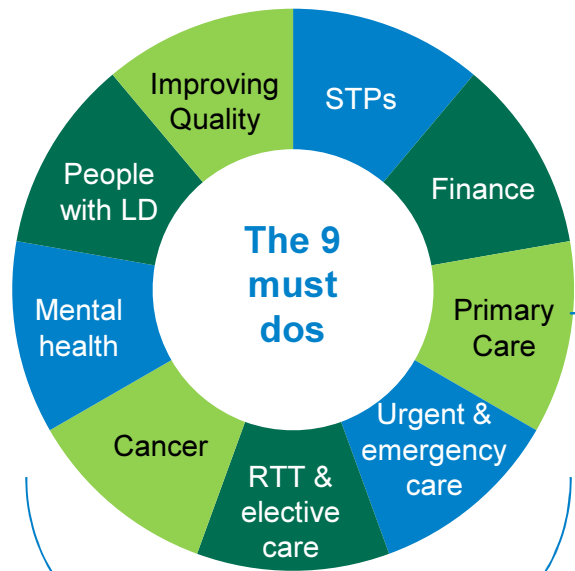 The 9
must
dos
STPs
Finance
Primary
Care
Urgent &
emergency
care
RTT &
elective
care
Cancer
Mental
health
People
with LD
Improving
Quality